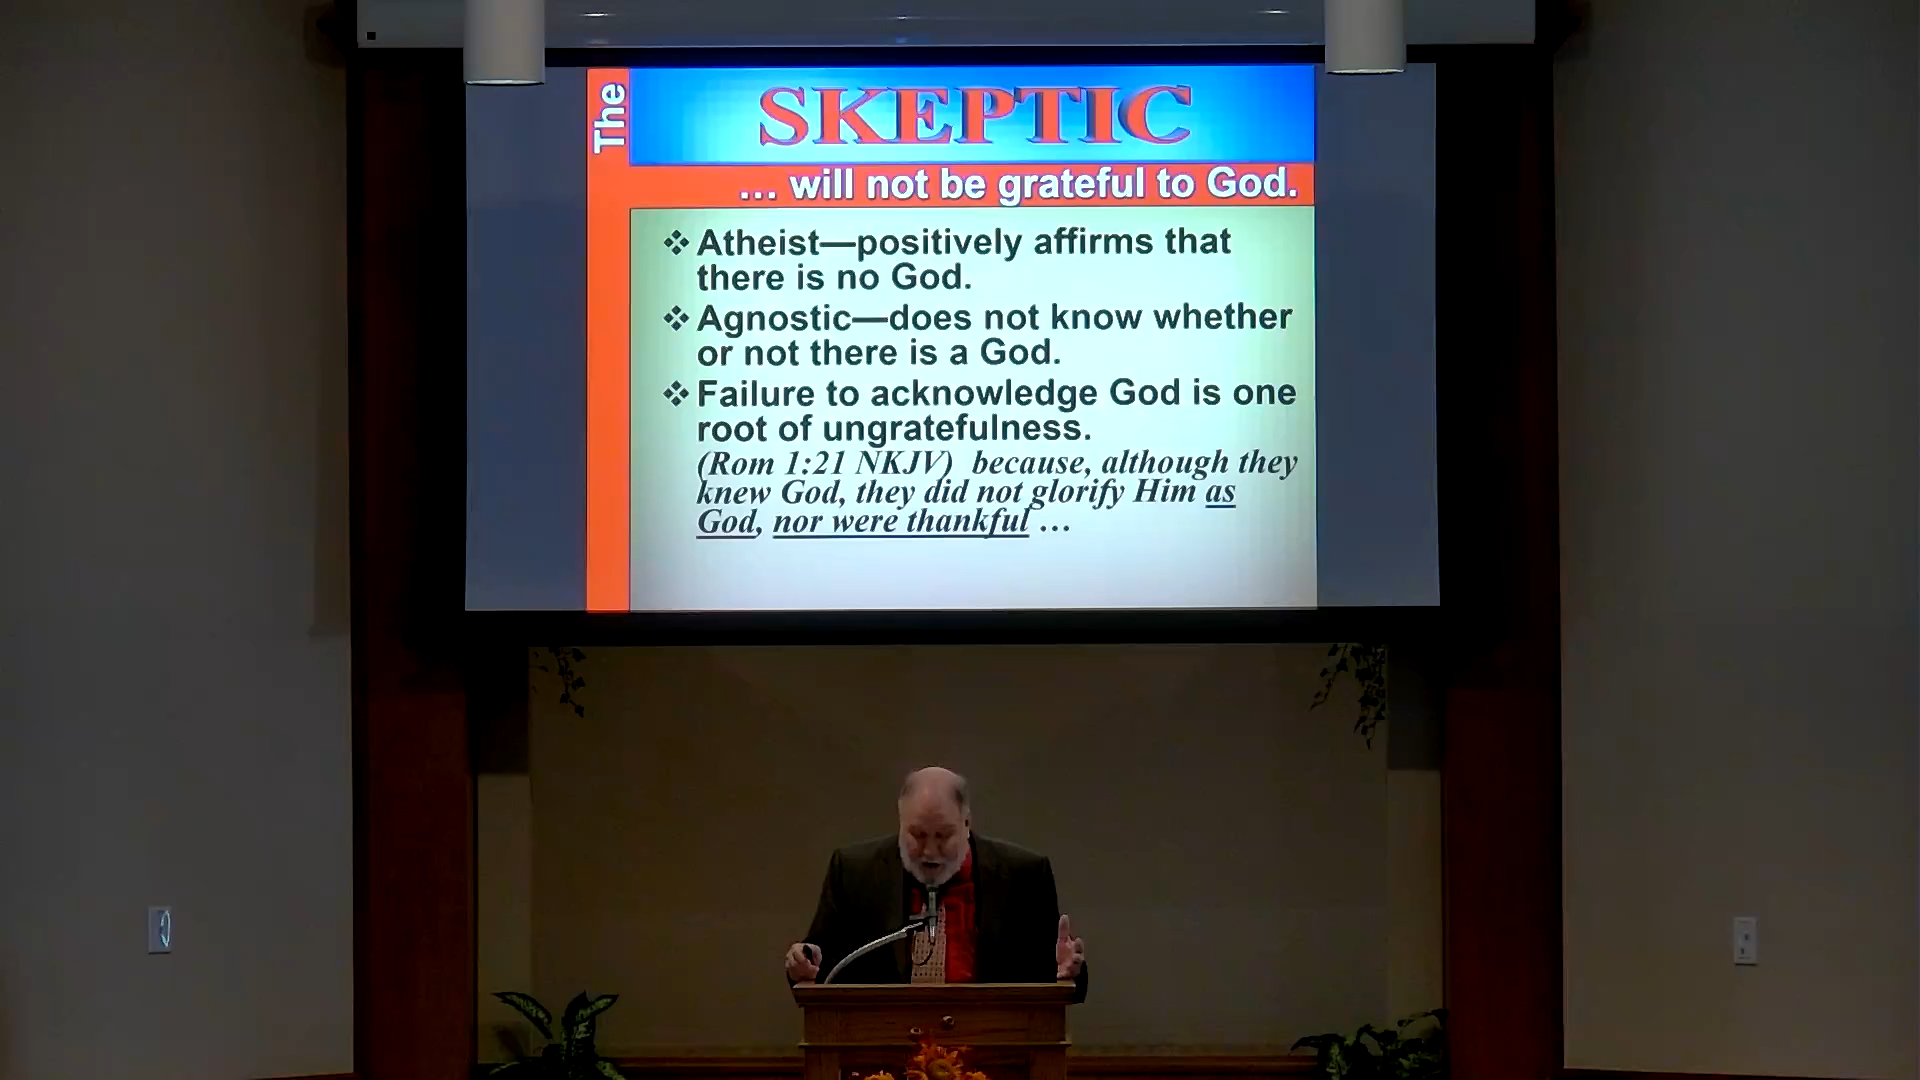 The
SKEPTIC
... will not be grateful to God.
❖ Atheist—positively affirms that
there is no God.
❖ Agnostic—does not know whether
or not there is a God.
❖ Failure to acknowledge God is one
root of ungratefulness.
(Rom 1:21 NKJV)  because, although they
knew God, they did not glorify Him as
God, nor were thankful ...